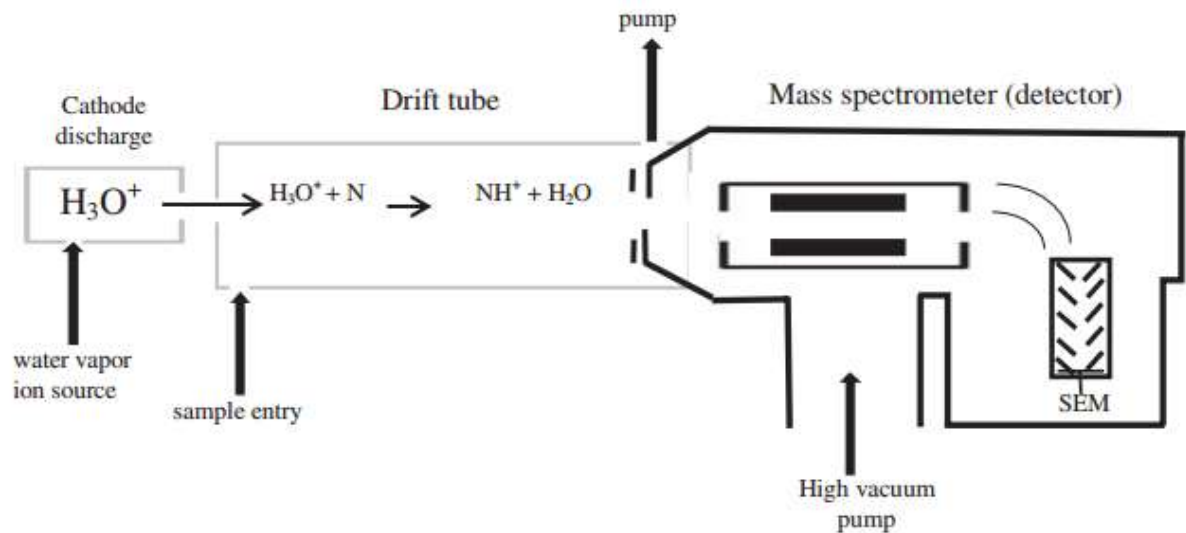 pump
Cathode
discharge
Drift tube
Mass spectrometer (detector)
H₃O⁺
H₃O⁺ + N → NH⁺ + H₂O
water vapor
ion source
sample entry
SEM
High vacuum
pump